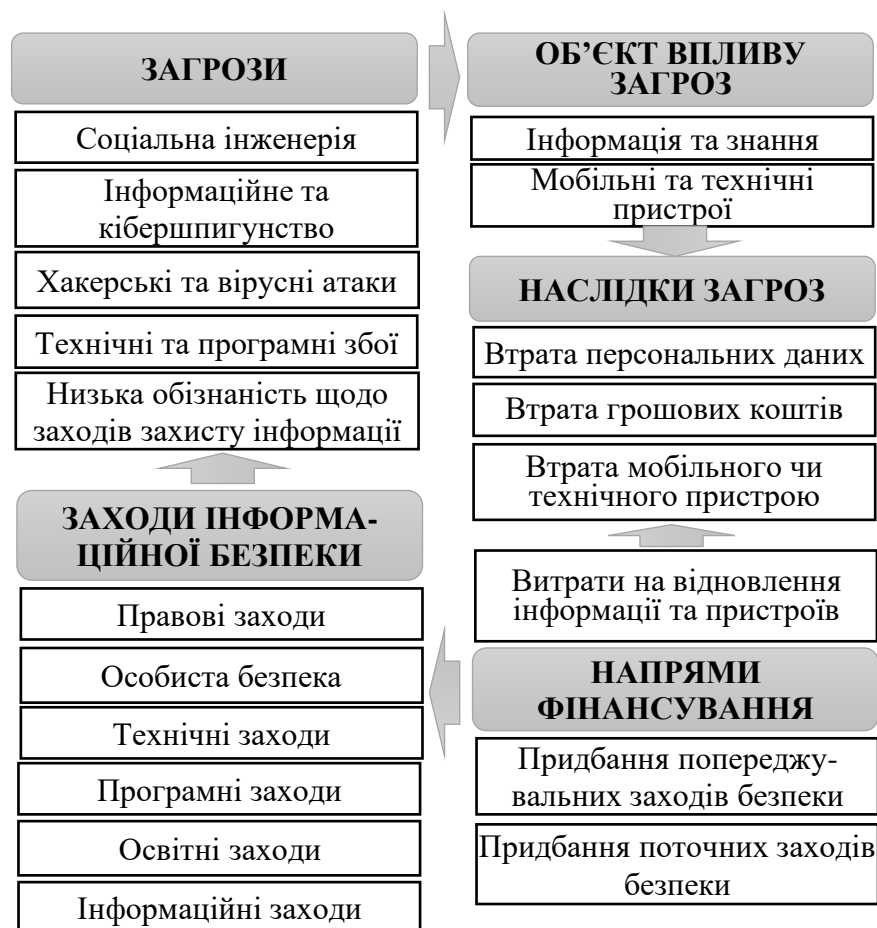 ЗАГРОЗИ
Соціальна інженерія
Інформаційне та
кібершпигунство
Хакерські та вірусні атаки
Технічні та програмні збої
Низька обізнаність щодо
заходів захисту інформації
ЗАХОДИ ІНФОРМА-
ЦІЙНОЇ БЕЗПЕКИ
Правові заходи
Особиста безпека
Технічні заходи
Програмні заходи
Освітні заходи
Інформаційні заходи
ОБ’ЄКТ ВПЛИВУ
ЗАГРОЗ
Інформація та знання
Мобільні та технічні
пристрої
НАСЛІДКИ ЗАГРОЗ
Втрата персональних даних
Втрата грошових коштів
Втрата мобільного чи
технічного пристрою
Витрати на відновлення
інформації та пристроїв
НАПРЯМИ
ФІНАНСУВАННЯ
Придбання попереджу-
вальних заходів безпеки
Придбання поточних заходів
безпеки